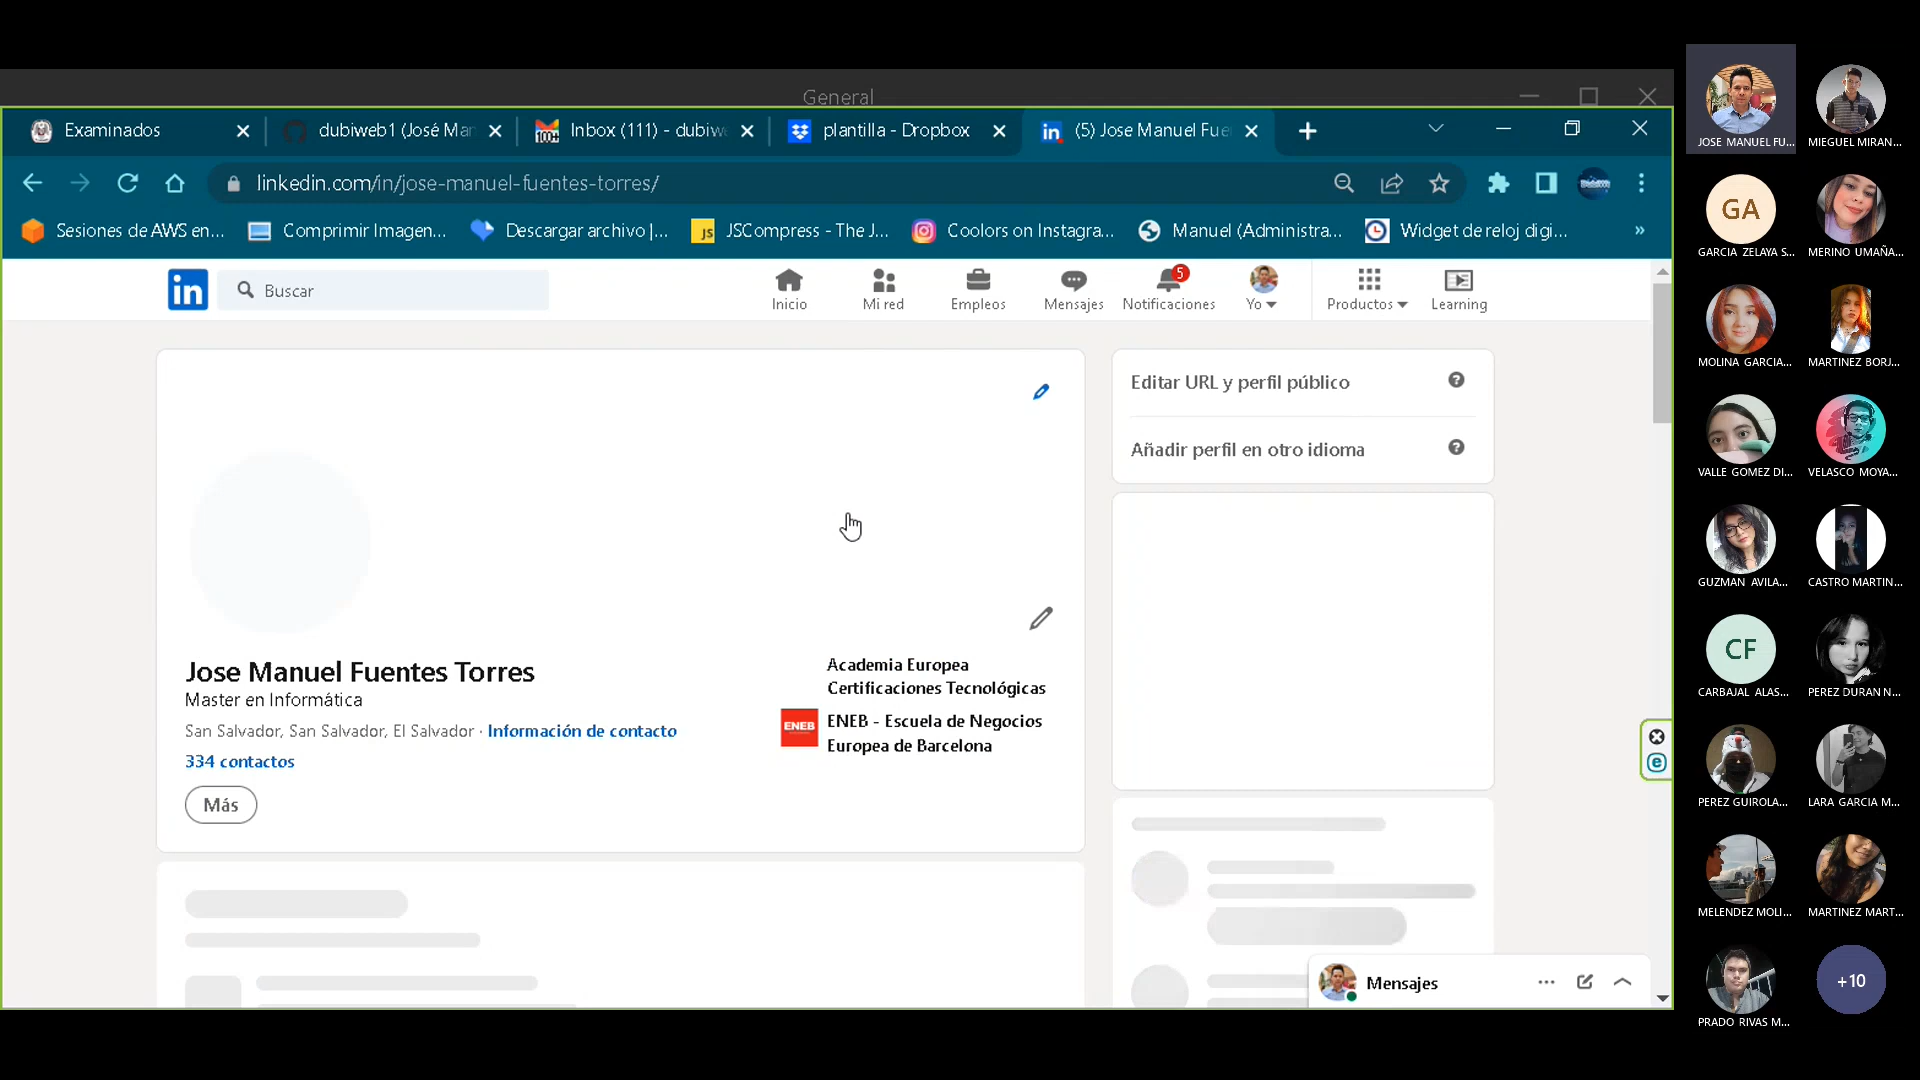 General
Examinados
dubiweb1 (José Mar
Inbox (111) - dubiw
plantilla - Dropbox
(5) Jose Manuel Fue
linkedin.com/in/jose-manuel-fuentes-torres/
Sesiones de AWS en...
Comprimir Imagen...
Descargar archivo |...
JS
JSCompress - The J...
Coolors on Instagra...
Manuel (Administra...
Widget de reloj digi...
»
in
Buscar
Inicio
Mi red
Empleos
Mensajes
5
Notificaciones
Yo
Productos
Learning
Editar URL y perfil público
Añadir perfil en otro idioma
Jose Manuel Fuentes Torres
Master en Informática
San Salvador, San Salvador, El Salvador · Información de contacto
334 contactos
Más
Academia Europea
Certificaciones Tecnológicas
ENEB
ENEB - Escuela de Negocios
Europea de Barcelona
Mensajes
JOSE MANUEL FU...
MIEGUEL MIRAN...
GA
GARCIA ZELAYA S...
MERINO UMAÑA...
MOLINA GARCIA...
MARTINEZ BORJ...
VALLE GOMEZ DI...
VELASCO MOYA...
GUZMAN AVILA...
CASTRO MARTIN...
CF
CARBAJAL ALAS...
PEREZ DURAN N...
PEREZ GUIROLA...
LARA GARCIA M...
MELENDEZ MOLI...
MARTINEZ MART...
PRADO RIVAS M...
+10